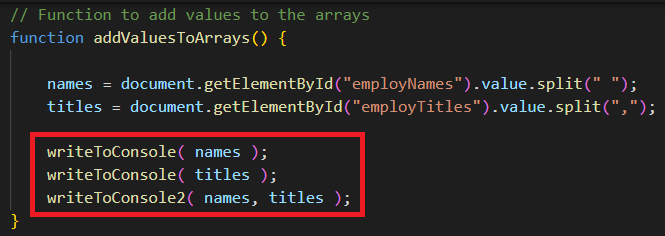 // Function to add values to the arrays
function addValuesToArrays() {
names = document.getElementById("employNames").value.split(" ");
titles = document.getElementById("employTitles").value.split(",");
writeToConsole( names );
writeToConsole( titles );
writeToConsole2( names, titles );
}